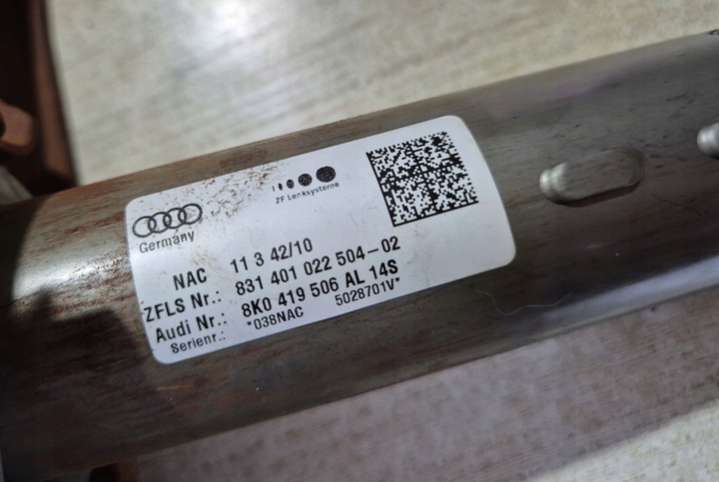 Germany
ZF Lenksysteme
NAC 11 3 42/10
ZFLS Nr.: 831 401 022 504-02
Audi Nr.: 8K0 419 506 AL 14S
Serienr.: *038NAC 5028701V*